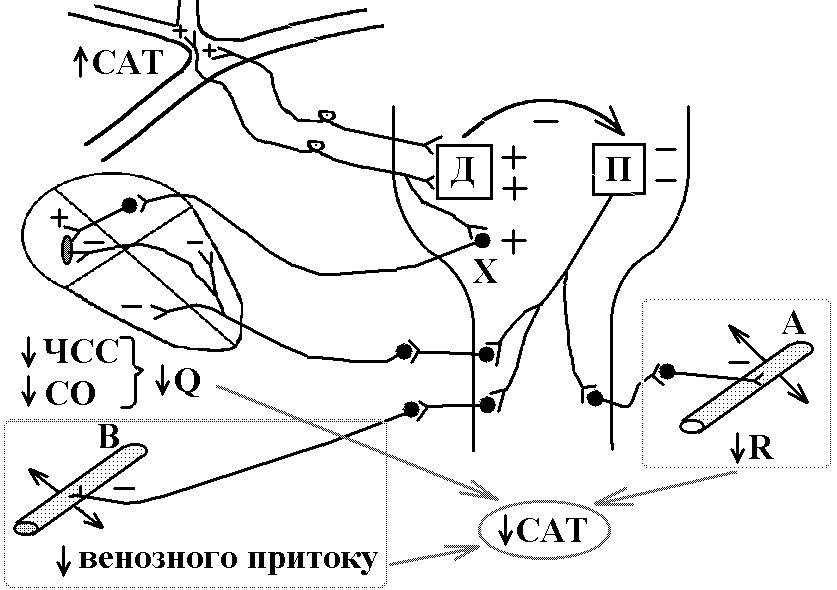 +
+
↑САТ
Д
+
+
−
П
−
−
Х
+
+
−
−
−
↓ЧСС
↓СО
} ↓Q
А
−
↓R
В
−
↓ венозного притоку
↓САТ